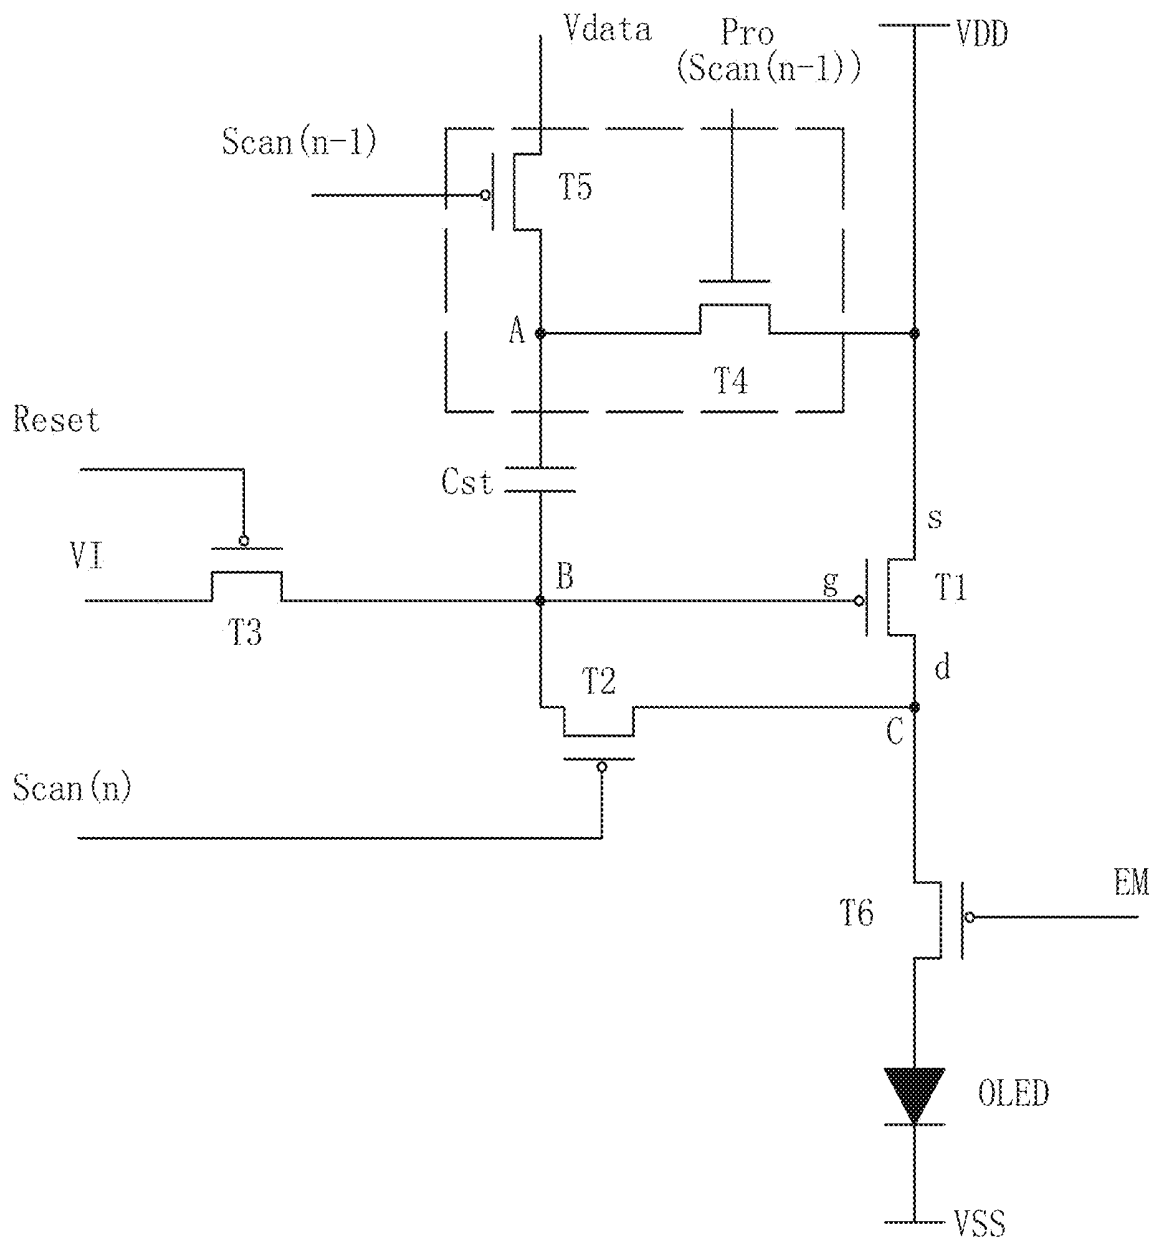 Vdata
Pro
(Scan(n-1))
VDD
Scan(n-1)
T5
A
T4
Reset
Cst
s
VI
B
g
T1
T3
T2
d
C
Scan(n)
EM
T6
OLED
VSS